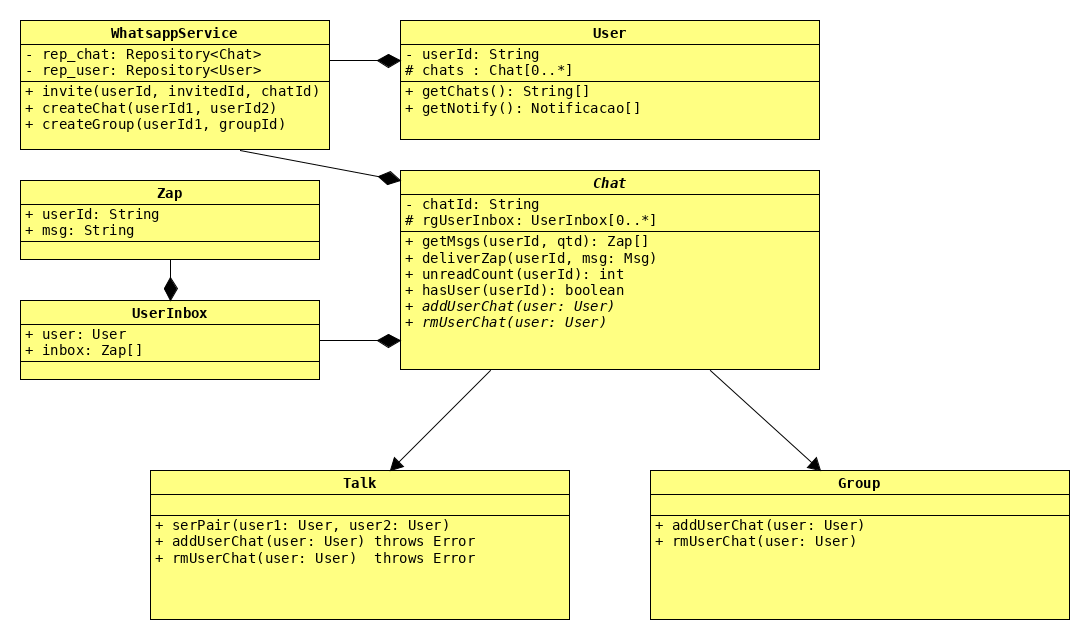 WhatsappService
- rep_chat: Repository<Chat>
- rep_user: Repository<User>
+ invite(userId, invitedId, chatId)
+ createChat(userId1, userId2)
+ createGroup(userId1, groupId)
User
- userId: String
# chats : Chat[0..*]
+ getChats(): String[]
+ getNotify(): Notificacao[]
Zap
+ userId: String
+ msg: String
Chat
- chatId: String
# rgUserInbox: UserInbox[0..*]
+ getMsgs(userId, qtd): Zap[]
+ deliverZap(userId, msg: Msg)
+ unreadCount(userId): int
+ hasUser(userId): boolean
+ addUserChat(user: User)
+ rmUserChat(user: User)
UserInbox
+ user: User
+ inbox: Zap[]
Talk
+ serPair(user1: User, user2: User)
+ addUserChat(user: User) throws Error
+ rmUserChat(user: User)  throws Error
Group
+ addUserChat(user: User)
+ rmUserChat(user: User)